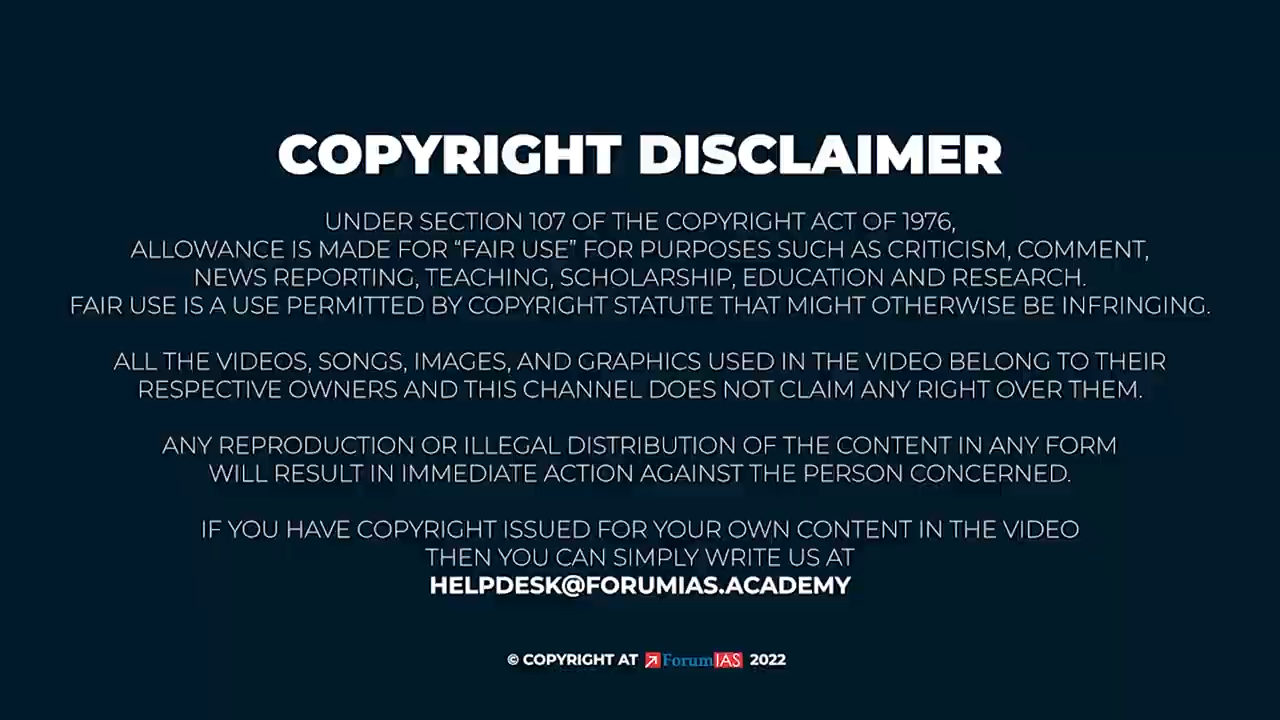 COPYRIGHT DISCLAIMER
UNDER SECTION 107 OF THE COPYRIGHT ACT OF 1976,
ALLOWANCE IS MADE FOR “FAIR USE” FOR PURPOSES SUCH AS CRITICISM, COMMENT,
NEWS REPORTING, TEACHING, SCHOLARSHIP, EDUCATION AND RESEARCH.
FAIR USE IS A USE PERMITTED BY COPYRIGHT STATUTE THAT MIGHT OTHERWISE BE INFRINGING.
ALL THE VIDEOS, SONGS, IMAGES, AND GRAPHICS USED IN THE VIDEO BELONG TO THEIR
RESPECTIVE OWNERS AND THIS CHANNEL DOES NOT CLAIM ANY RIGHT OVER THEM.
ANY REPRODUCTION OR ILLEGAL DISTRIBUTION OF THE CONTENT IN ANY FORM
WILL RESULT IN IMMEDIATE ACTION AGAINST THE PERSON CONCERNED.
IF YOU HAVE COPYRIGHT ISSUED FOR YOUR OWN CONTENT IN THE VIDEO
THEN YOU CAN SIMPLY WRITE US AT
HELPDESK@FORUMIAS.ACADEMY
© COPYRIGHT AT ForumIAS 2022